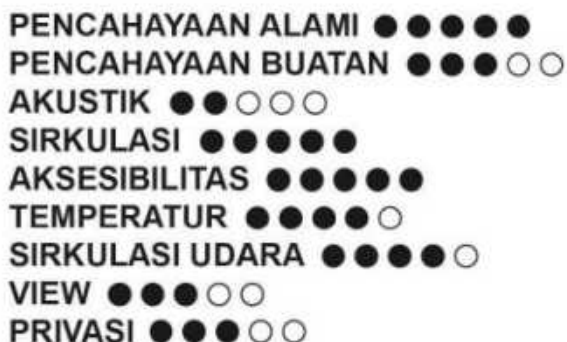 PENCAHAYAAN ALAMI ● ● ● ● ●
PENCAHAYAAN BUATAN ● ● ● ○ ○
AKUSTIK ● ● ○ ○ ○
SIRKULASI ● ● ● ● ●
AKSESIBILITAS ● ● ● ● ●
TEMPERATUR ● ● ● ● ○
SIRKULASI UDARA ● ● ● ● ○
VIEW ● ● ● ○ ○
PRIVASI ● ● ● ○ ○